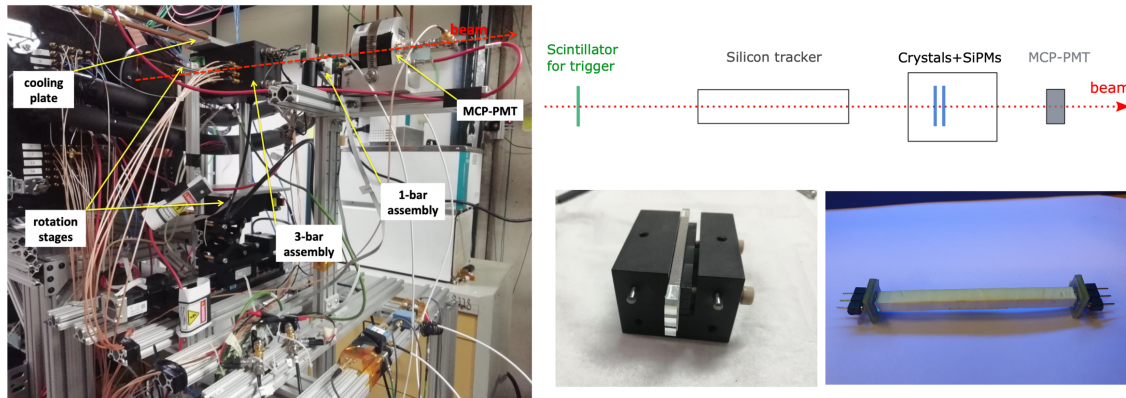 beam
cooling
plate
MCP-PMT
1-bar
assembly
rotation
stages
3-bar
assembly
Scintillator
for trigger
Silicon tracker
Crystals+SiPMs
MCP-PMT
beam